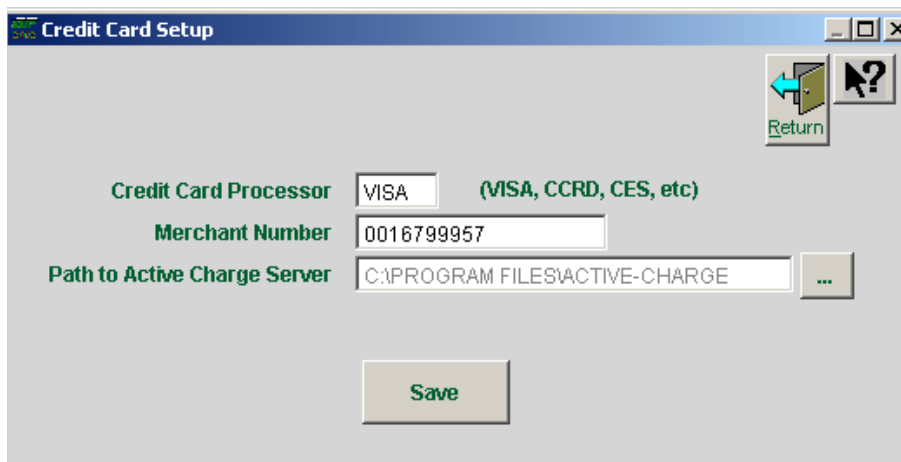 Credit Card Setup
Return
Credit Card Processor VISA (VISA, CCRD, CES, etc)
Merchant Number 0016799957
Path to Active Charge Server C:\PROGRAM FILES\ACTIVE-CHARGE ...
Save